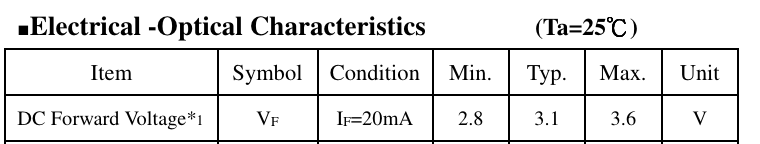 ■Electrical -Optical Characteristics (Ta=25℃)
Item Symbol Condition Min. Typ. Max. Unit
DC Forward Voltage*1 VF IF=20mA 2.8 3.1 3.6 V